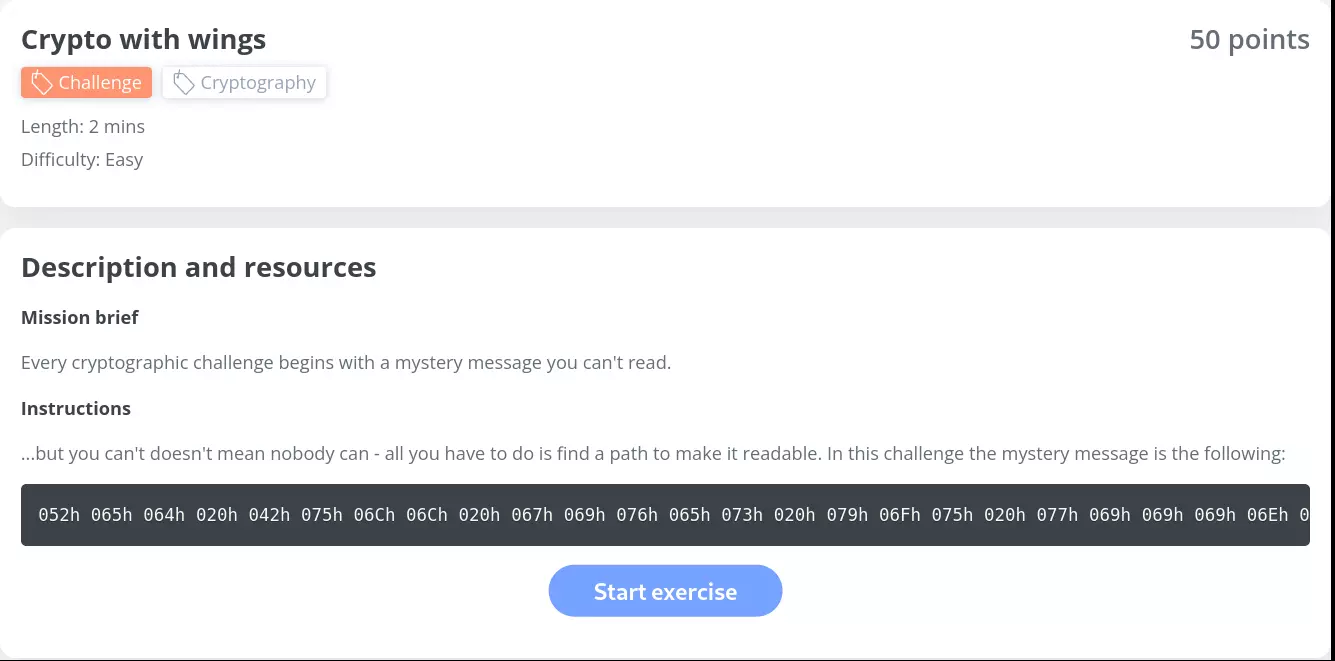 Crypto with wings
50 points
Challenge
Cryptography
Length: 2 mins
Difficulty: Easy
Description and resources
Mission brief
Every cryptographic challenge begins with a mystery message you can't read.
Instructions
...but you can't doesn't mean nobody can - all you have to do is find a path to make it readable. In this challenge the mystery message is the following:
052h 065h 064h 020h 042h 075h 06Ch 06Ch 020h 067h 069h 076h 065h 073h 020h 079h 06Fh 075h 020h 077h 069h 069h 069h 06Eh 0
Start exercise